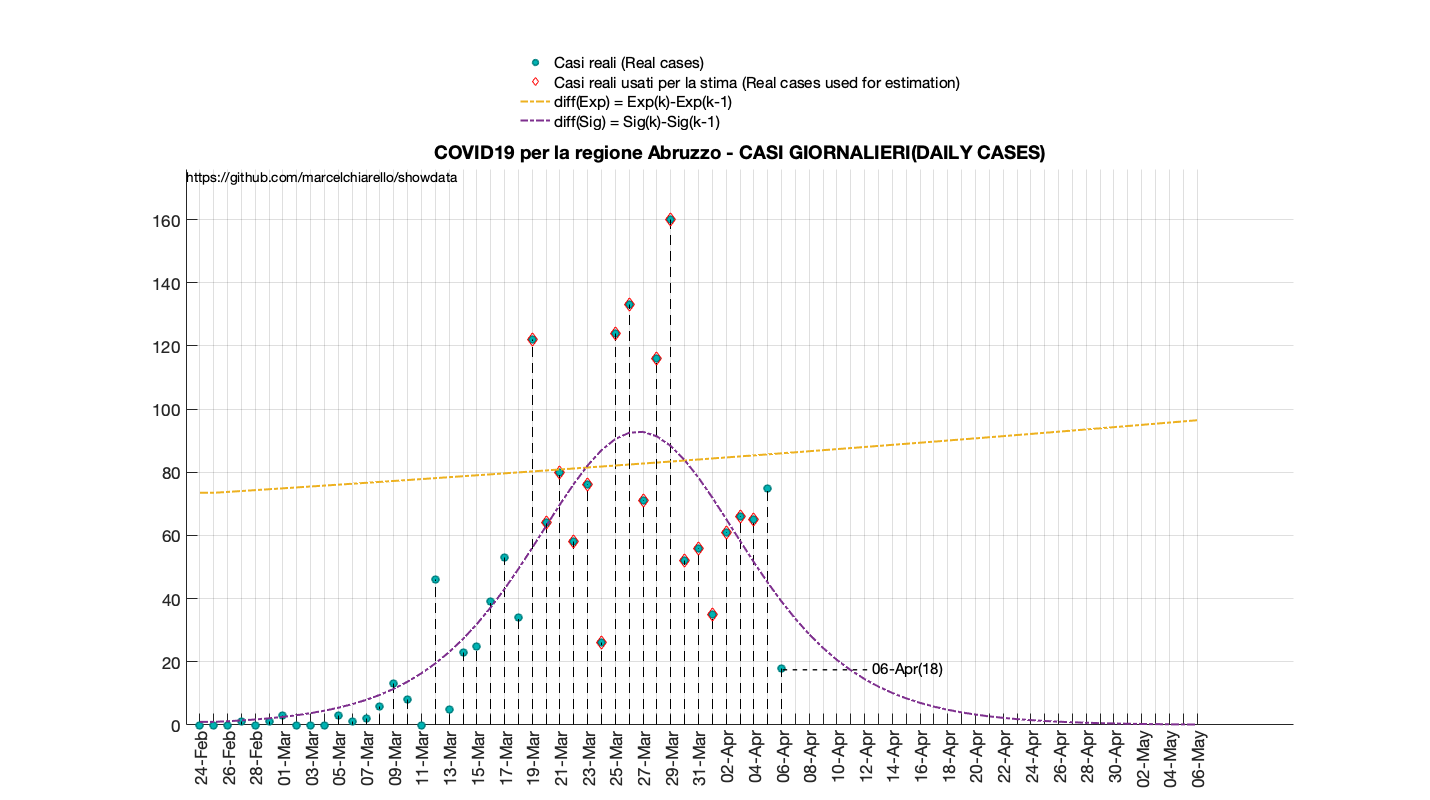 Casi reali (Real cases)
Casi reali usati per la stima (Real cases used for estimation)
diff(Exp) = Exp(k)-Exp(k-1)
diff(Sig) = Sig(k)-Sig(k-1)
COVID19 per la regione Abruzzo - CASI GIORNALIERI(DAILY CASES)
https://github.com/marcelchiarello/showdata
160
140
120
100
80
60
40
20
0
06-Apr(18)
24-Feb
26-Feb
28-Feb
01-Mar
03-Mar
05-Mar
07-Mar
09-Mar
11-Mar
13-Mar
15-Mar
17-Mar
19-Mar
21-Mar
23-Mar
25-Mar
27-Mar
29-Mar
31-Mar
02-Apr
04-Apr
06-Apr
08-Apr
10-Apr
12-Apr
14-Apr
16-Apr
18-Apr
20-Apr
22-Apr
24-Apr
26-Apr
28-Apr
30-Apr
02-May
04-May
06-May